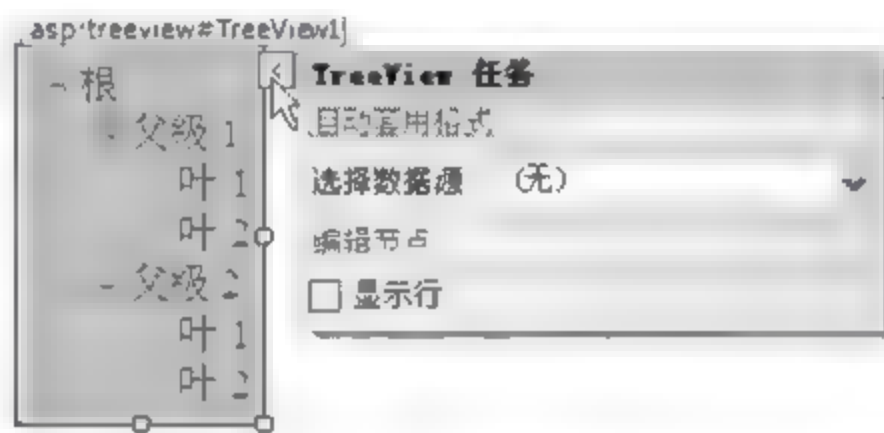 asp:treeview#TreeView1
- 根
- 父级 1
叶 1
叶 2
- 父级 2
叶 1
叶 2
TreeView 任务
自动套用格式
选择数据源 (无)
编辑节点
显示行